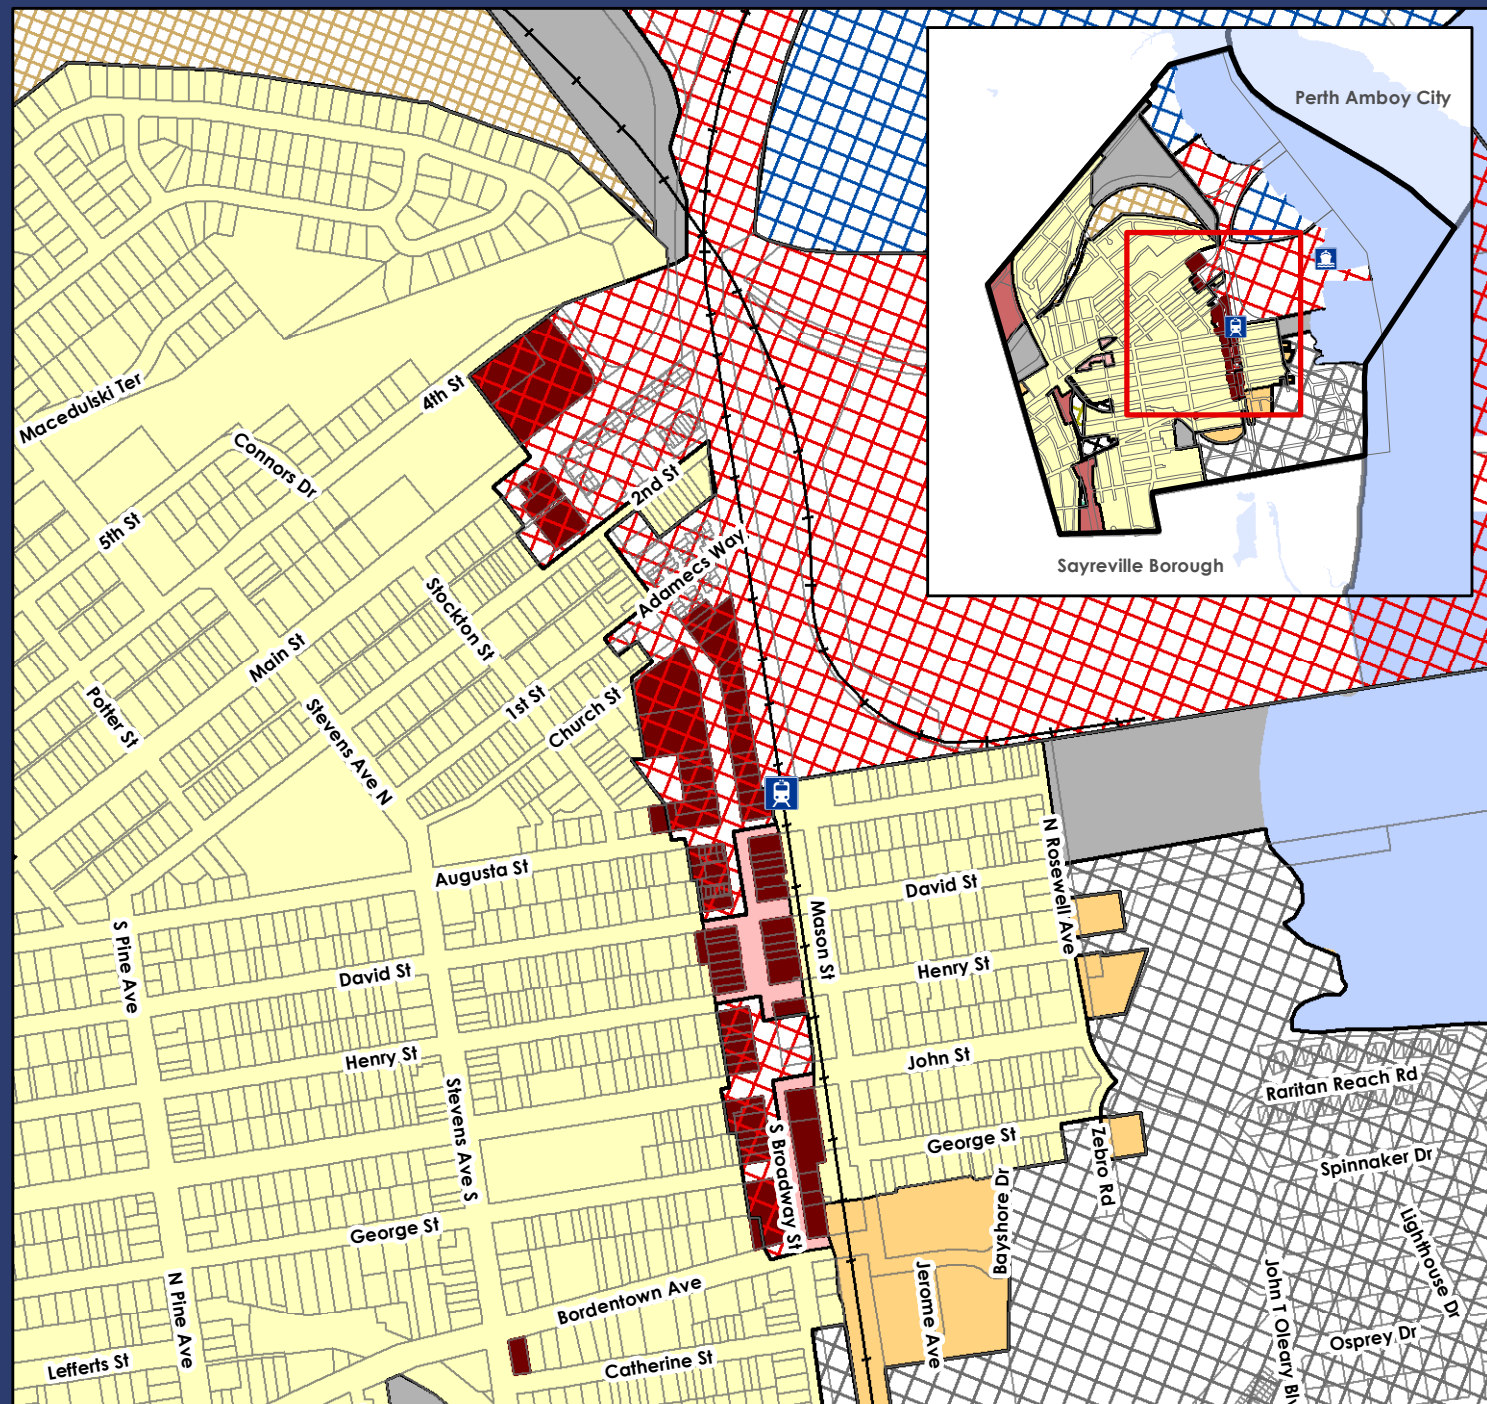 Perth Amboy City
Sayreville Borough
Macedulski Ter
4th St
Connors Dr
5th St
2nd St
Adamecs Way
Stockton St
Main St
Potter St
1st St
Church St
Stevens Ave N
Augusta St
N Rosewell Ave
David St
Mason St
S Pine Ave
David St
Henry St
Henry St
John St
Stevens Ave S
Raritan Reach Rd
George St
Zebro Rd
S Broadway St
Spinnaker Dr
George St
Bayshore Dr
Lighthouse Dr
N Pine Ave
Bordentown Ave
Jerome Ave
John T Oleary Blv
Osprey Dr
Lefferts St
Catherine St